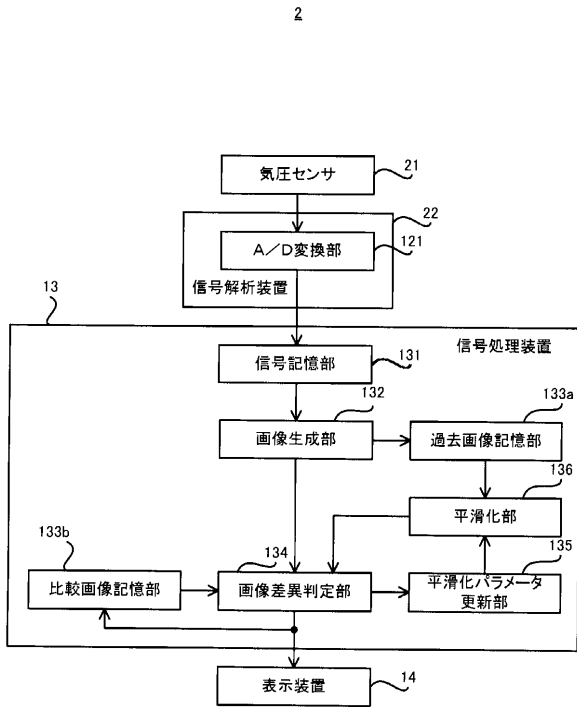 2
気圧センサ
21
22
A/D変換部
121
信号解析装置
13
信号処理装置
信号記憶部
131
132
画像生成部
133a
過去画像記憶部
136
平滑化部
133b
比較画像記憶部
134
画像差異判定部
135
平滑化パラメータ
更新部
表示装置
14